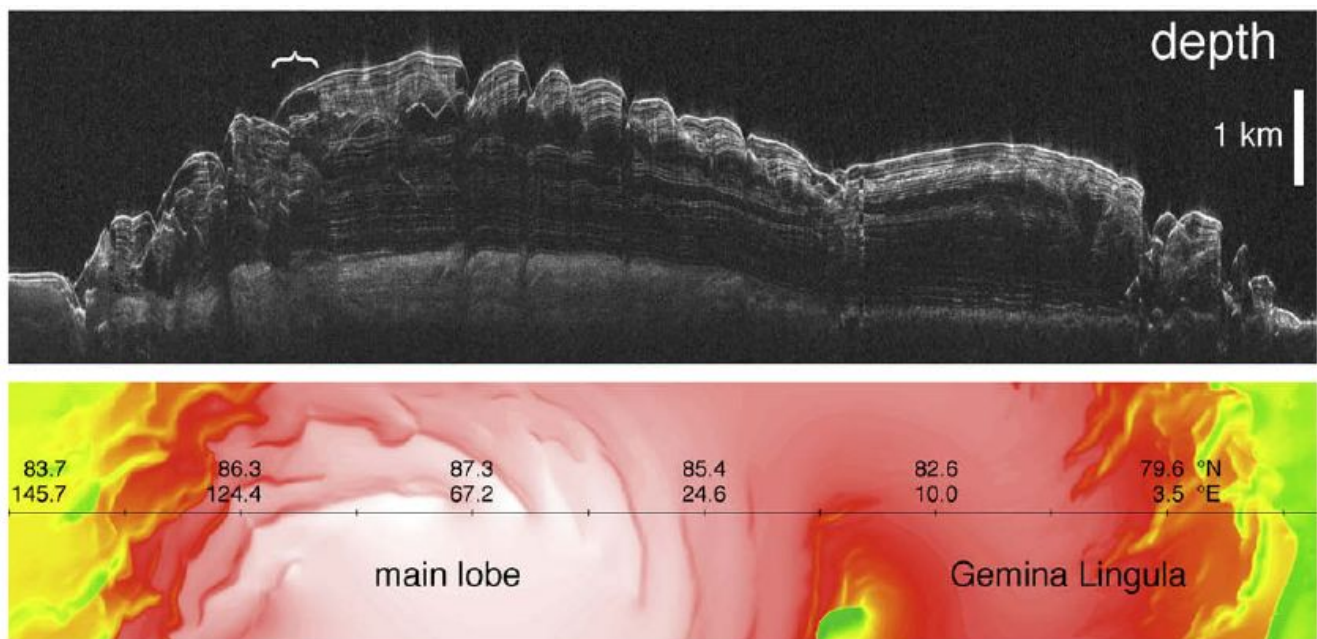 depth
1 km
83.7 86.3 87.3 85.4 82.6 79.6 °N
145.7 124.4 67.2 24.6 10.0 3.5 °E
main lobe Gemina Lingula